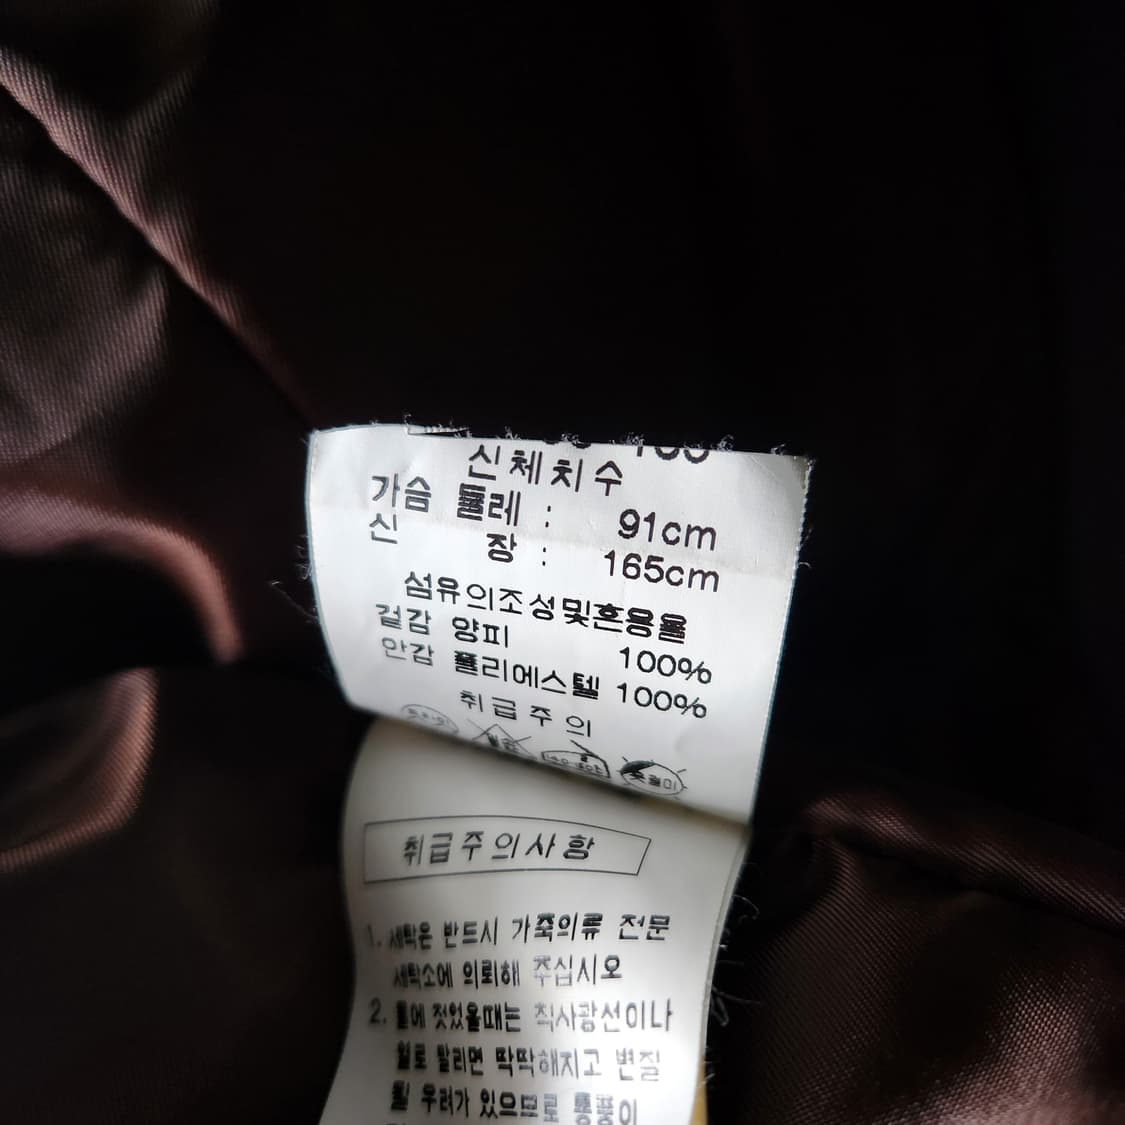 신체치수
가슴 둘레 : 91cm
신 장 : 165cm
섬유의조성및혼용율
겉감 양피 100%
안감 폴리에스텔 100%
취급주의
취급주의사항
1. 세탁은 반드시 가죽의류 전문
세탁소에 의뢰해 주십시오
2. 물에 젖었을때는 직사광선이나
열로 말리면 딱딱해지고 변질
될 우려가 있으므로 통풍이